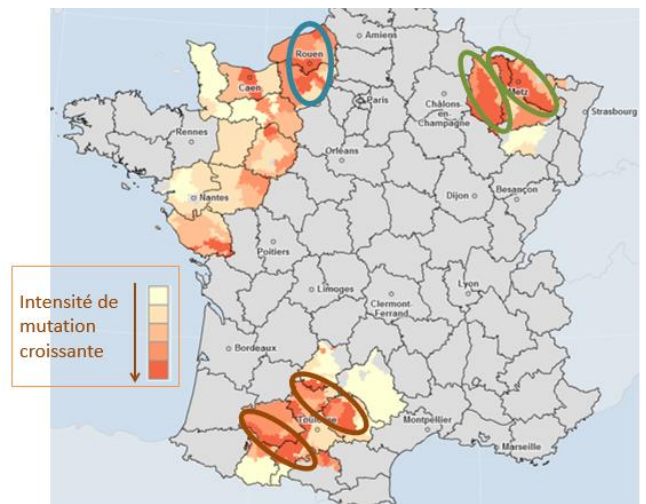 Amiens
Rouen
Caen
Metz
Paris
Châlons-
en-
Champagne
Strasbourg
Rennes
Orléans
Nantes
Dijon
Besançon
Poitiers
Limoges
Clermont-
Ferrand
Lyon
Intensité de
mutation
croissante
Bordeaux
Toulouse
Montpellier
Marseille